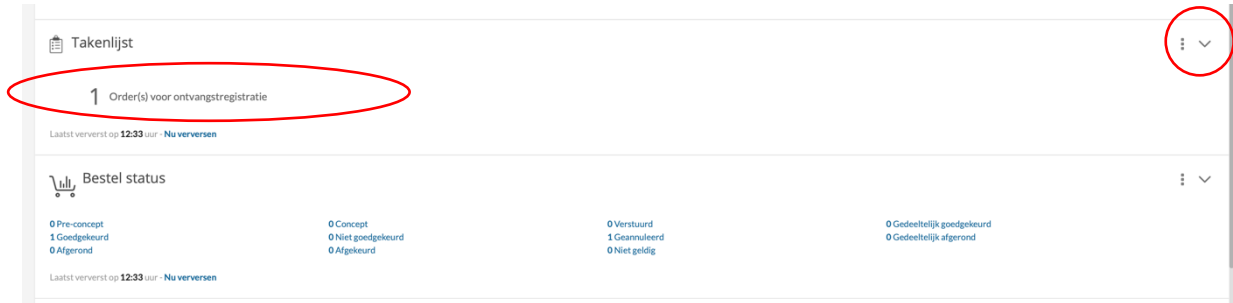 Takenlijst
1 Order(s) voor ontvangstregistratie
Laatst ververst op 12:33 uur - Nu verversen
Bestel status
0 Pre-concept
0 Concept
0 Verstuurd
0 Gedeeltelijk goedgekeurd
1 Goedgekeurd
0 Niet goedgekeurd
1 Geannuleerd
0 Gedeeltelijk afgerond
0 Afgerond
0 Afgekeurd
0 Niet geldig
Laatst ververst op 12:33 uur - Nu verversen